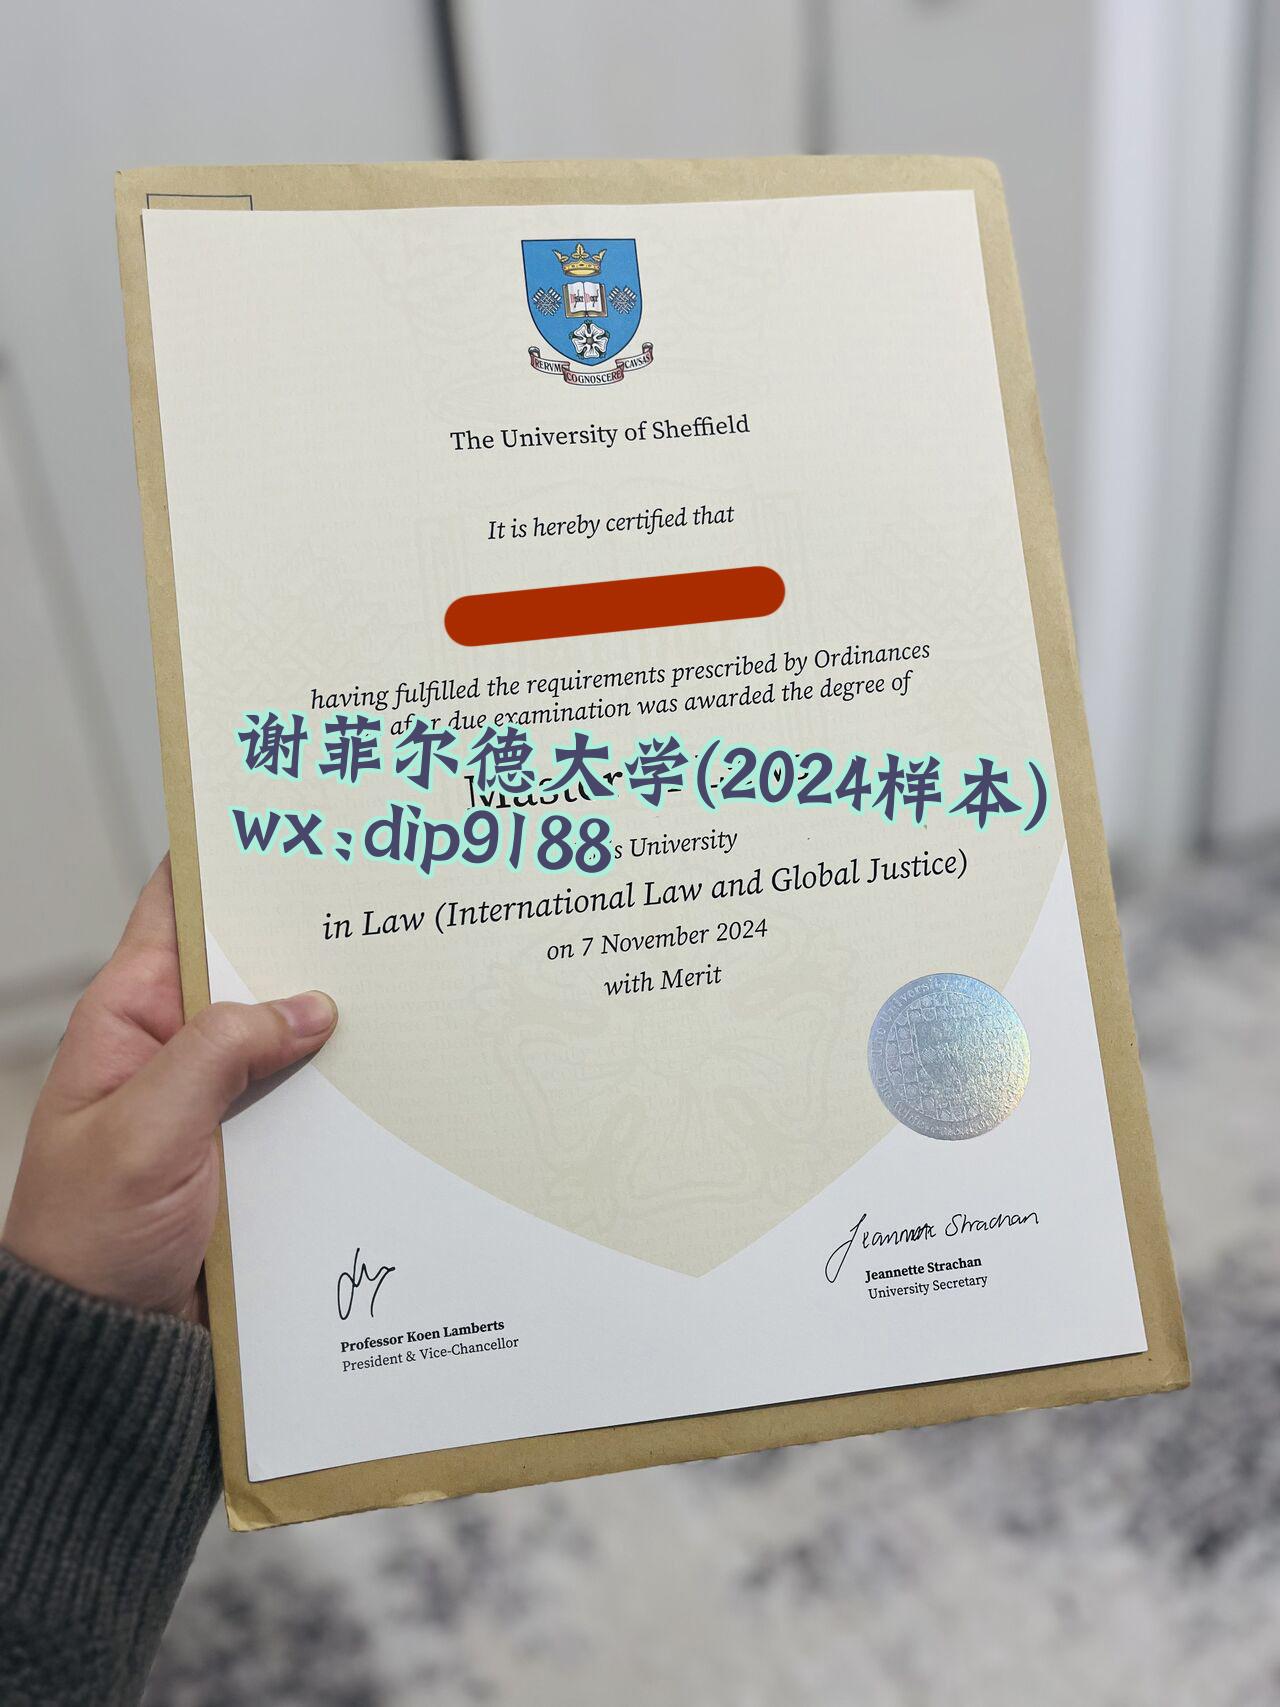 RERVM COGNOSCERE CAVSAS
The University of Sheffield
It is hereby certified that
having fulfilled the requirements prescribed by Ordinances
after due examination was awarded the degree of
谢菲尔德大学(2024样本)
Master
wx:dip9188
University
in Law (International Law and Global Justice)
on 7 November 2024
with Merit
Jeannette Strachan
Jeannette Strachan
University Secretary
Professor Koen Lamberts
President & Vice-Chancellor